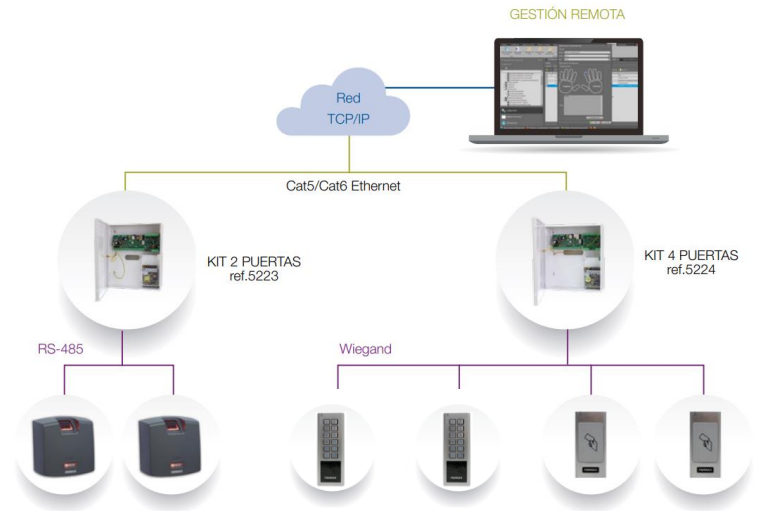 GESTIÓN REMOTA
Red
TCP/IP
Cat5/Cat6 Ethernet
KIT 2 PUERTAS
ref.5223
KIT 4 PUERTAS
ref.5224
RS-485
Wiegand